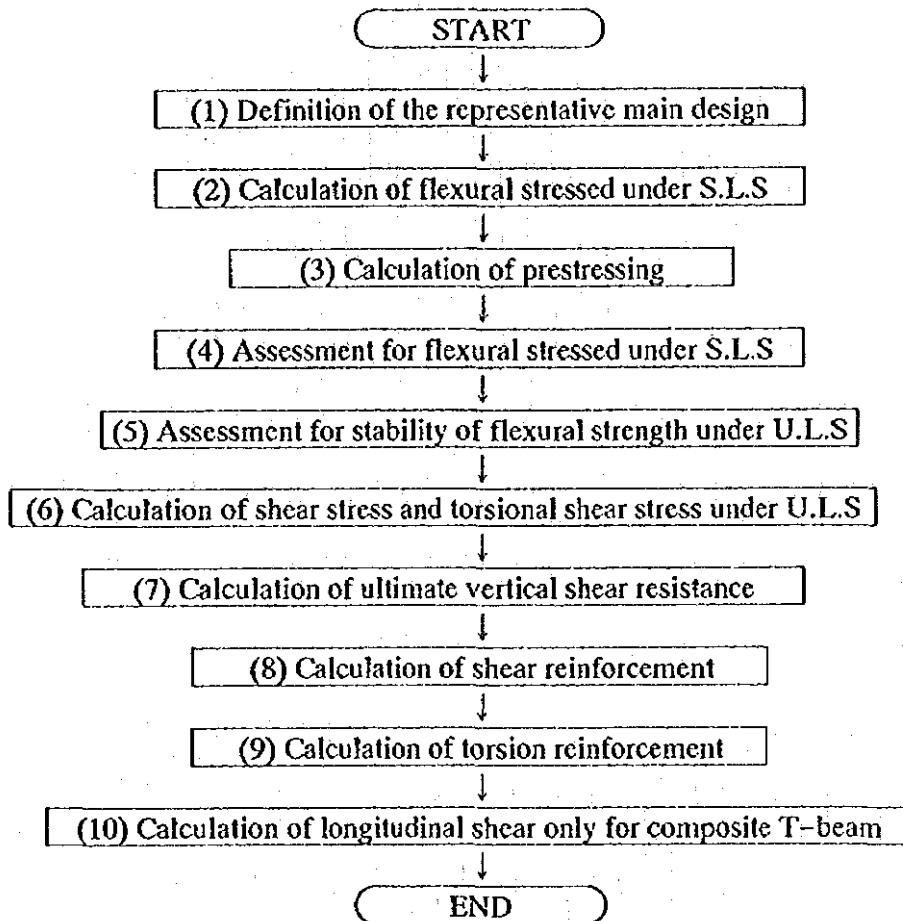 START
(1) Definition of the representative main design
(2) Calculation of flexural stressed under S.L.S
(3) Calculation of prestressing
(4) Assessment for flexural stressed under S.L.S
(5) Assessment for stability of flexural strength under U.L.S
(6) Calculation of shear stress and torsional shear stress under U.L.S
(7) Calculation of ultimate vertical shear resistance
(8) Calculation of shear reinforcement
(9) Calculation of torsion reinforcement
(10) Calculation of longitudinal shear only for composite T-beam
END